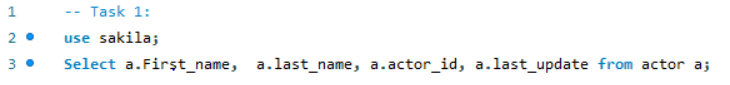 1 -- Task 1:
2 use sakila;
3 Select a.First_name,  a.last_name, a.actor_id, a.last_update from actor a;